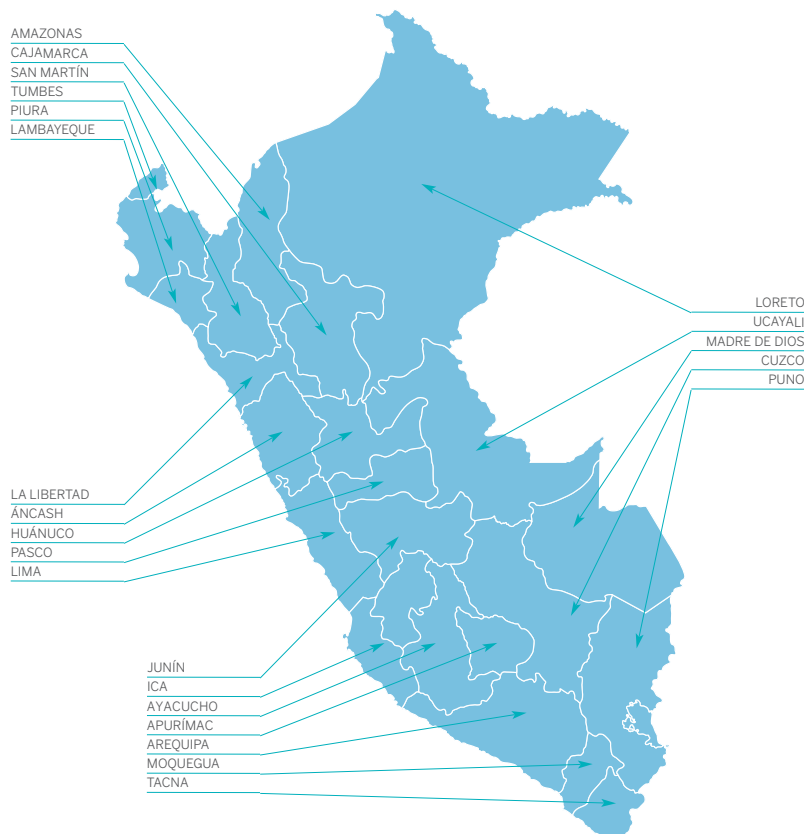 AMAZONAS
CAJAMARCA
SAN MARTÍN
TUMBES
PIURA
LAMBAYEQUE
LORETO
UCAYALI
MADRE DE DIOS
CUZCO
PUNO
LA LIBERTAD
ÁNCASH
HUÁNUCO
PASCO
LIMA
JUNÍN
ICA
AYACUCHO
APURÍMAC
AREQUIPA
MOQUEGUA
TACNA